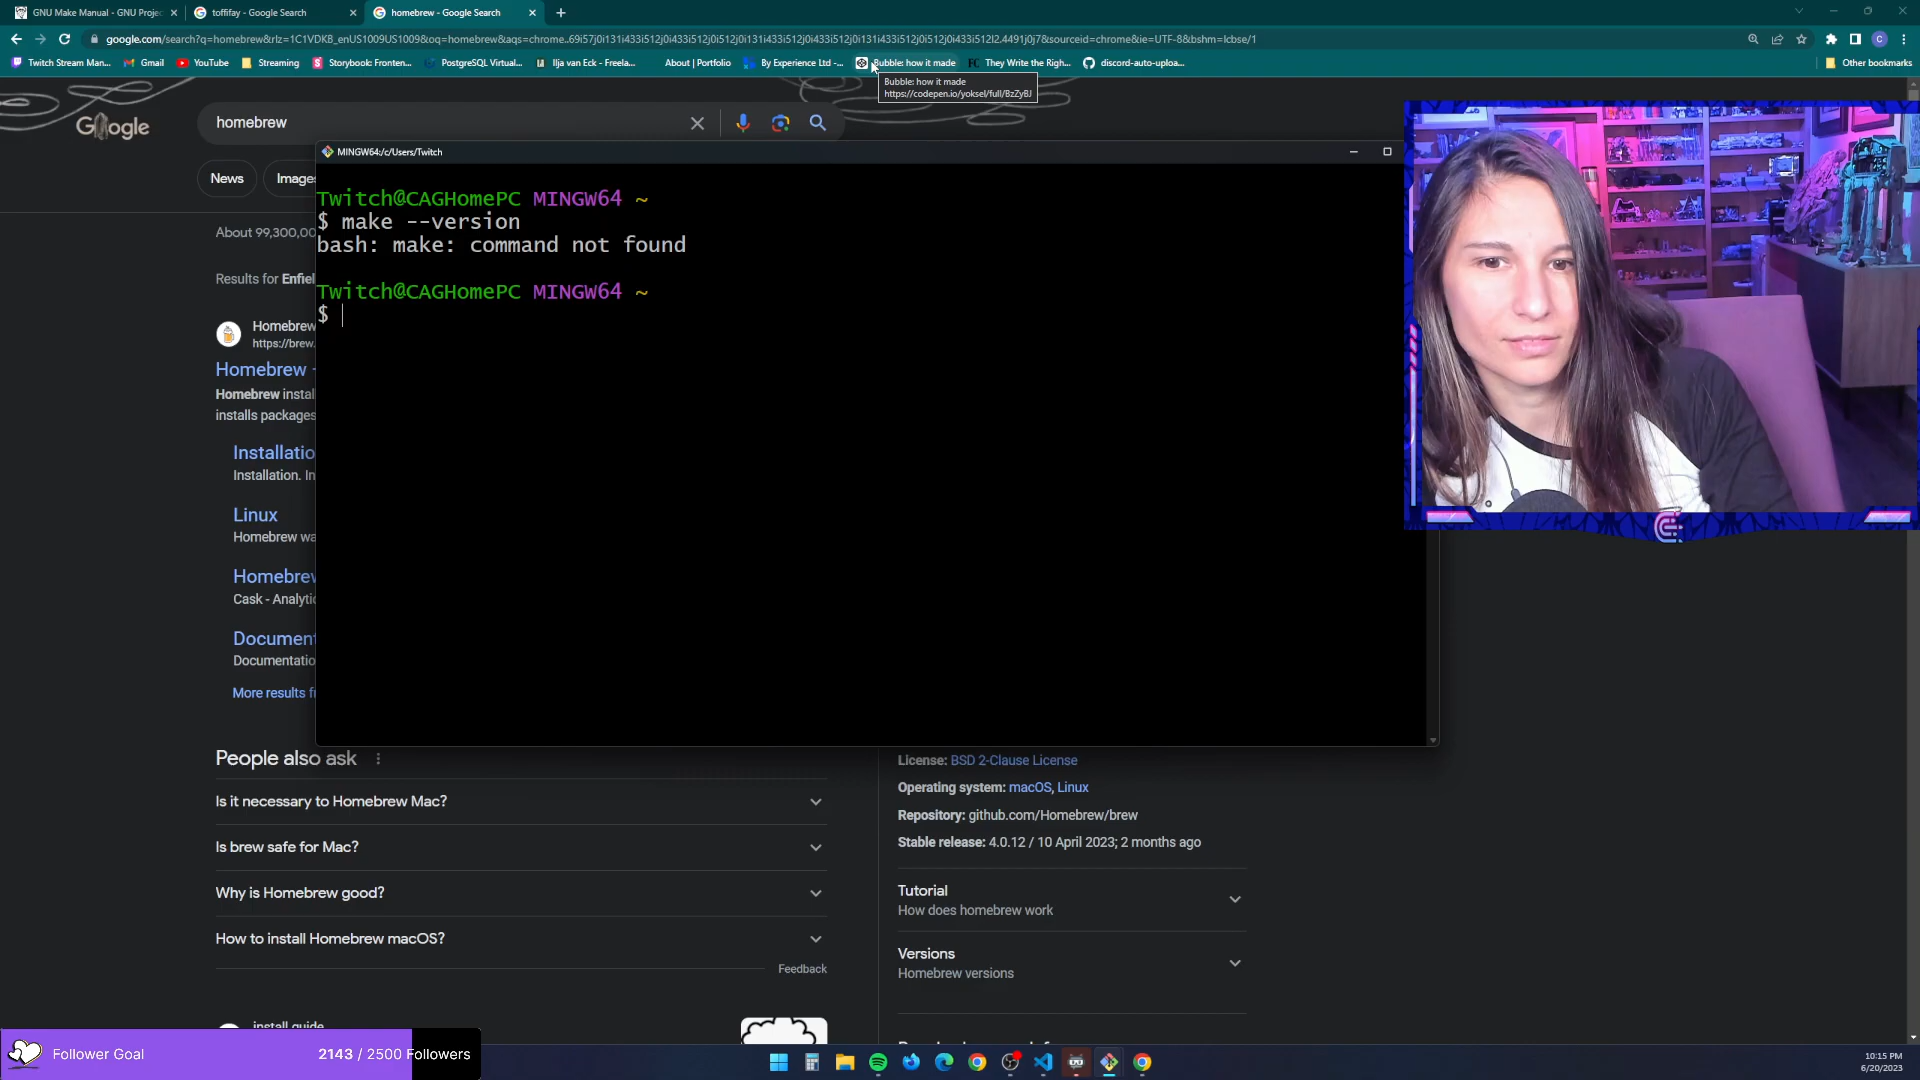 GNU Make Manual - GNU Projec
toffifay - Google Search
homebrew - Google Search
google.com/search?q=homebrew&rlz=1C1VDKB_enUS1009US1009&oq=homebrew&aqs=chrome..69i57j0i131i433i512j0i433i512j0i512j0i131i433i512j0i433i512j0i131i433i512j0i512j0i433i512l2.4491j0j7&sourceid=chrome&ie=UTF-8&bshm=lcbse/1
Twitch Stream Man...
Gmail
YouTube
Streaming
Storybook: Fronten...
PostgreSQL Virtual...
Ilja van Eck - Freela...
About | Portfolio
By Experience Ltd -...
Bubble: how it made
They Write the Righ...
discord-auto-uploa...
Other bookmarks
Bubble: how it made
https://codepen.io/yoksel/full/BzZyBJ
Google
homebrew
News
Images
MINGW64:/c/Users/Twitch
Twitch@CAGHomePC MINGW64 ~
$ make --version
bash: make: command not found
Twitch@CAGHomePC MINGW64 ~
$
About 99,300,00
Results for Enfiel
Homebrew
https://brew.
Homebrew -
Homebrew instal
installs packages
Installatio
Installation. In
Linux
Homebrew wa
Homebrew
Cask - Analytic
Document
Documentatio
More results f
People also ask
Is it necessary to Homebrew Mac?
Is brew safe for Mac?
Why is Homebrew good?
How to install Homebrew macOS?
Feedback
install guide
License: BSD 2-Clause License
Operating system: macOS, Linux
Repository: github.com/Homebrew/brew
Stable release: 4.0.12 / 10 April 2023; 2 months ago
Tutorial
How does homebrew work
Versions
Homebrew versions
Follower Goal
2143 / 2500 Followers
10:15 PM
6/20/2023